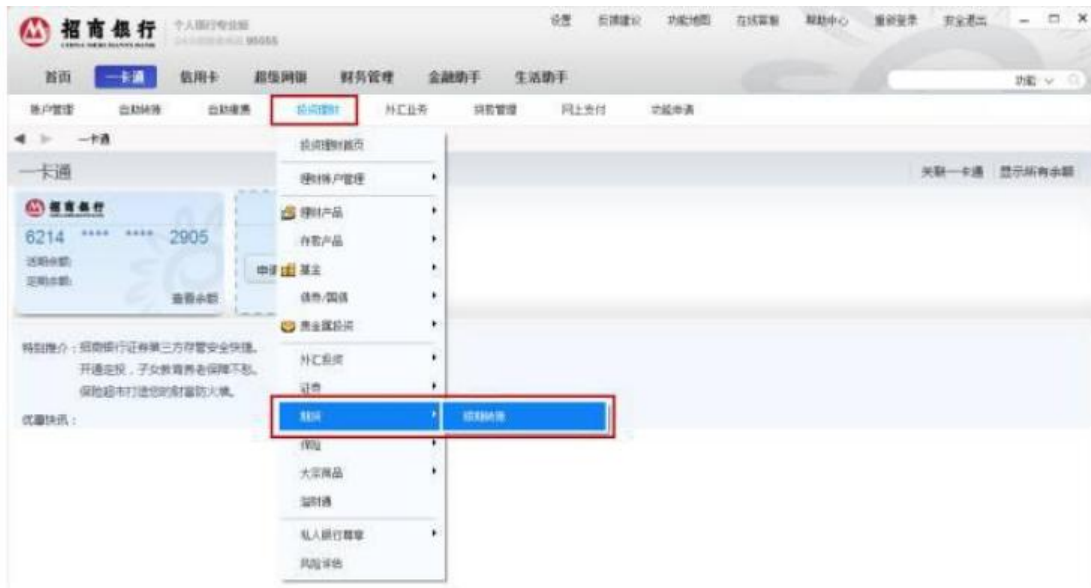 招商银行 个人银行专业版
CHINA MERCHANTS BANK 95555
设置 反馈建议 功能地图 在线客服 帮助中心 重新登录 安全退出
首页 一卡通 信用卡 超级网银 财务管理 金融助手 生活助手
功能
账户管理 自助转账 自助缴费 投资理财 外汇业务 贷款管理 网上支付 功能申请
一卡通
一卡通
关联一卡通 显示所有余额
招商银行
6214 **** **** 2905
活期余额:
定期余额:
查看余额
申请
投资理财首页
理财账户管理
理财产品
存款产品
基金
债券/国债
贵金属投资
外汇投资
证券
期货 银期转账
保险
大宗商品
溢财通
私人银行尊享
风险评估
特别推介:招商银行证券第三方存管安全快捷。
开通定投,子女教育养老保障不愁。
保险超市打造您的财富防火墙。
优惠快讯: